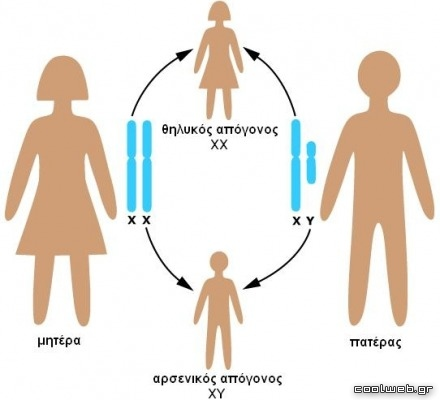 θηλυκός απόγονος
XX
X X
X Y
μητέρα
πατέρας
αρσενικός απόγονος
XY
coolweb.gr